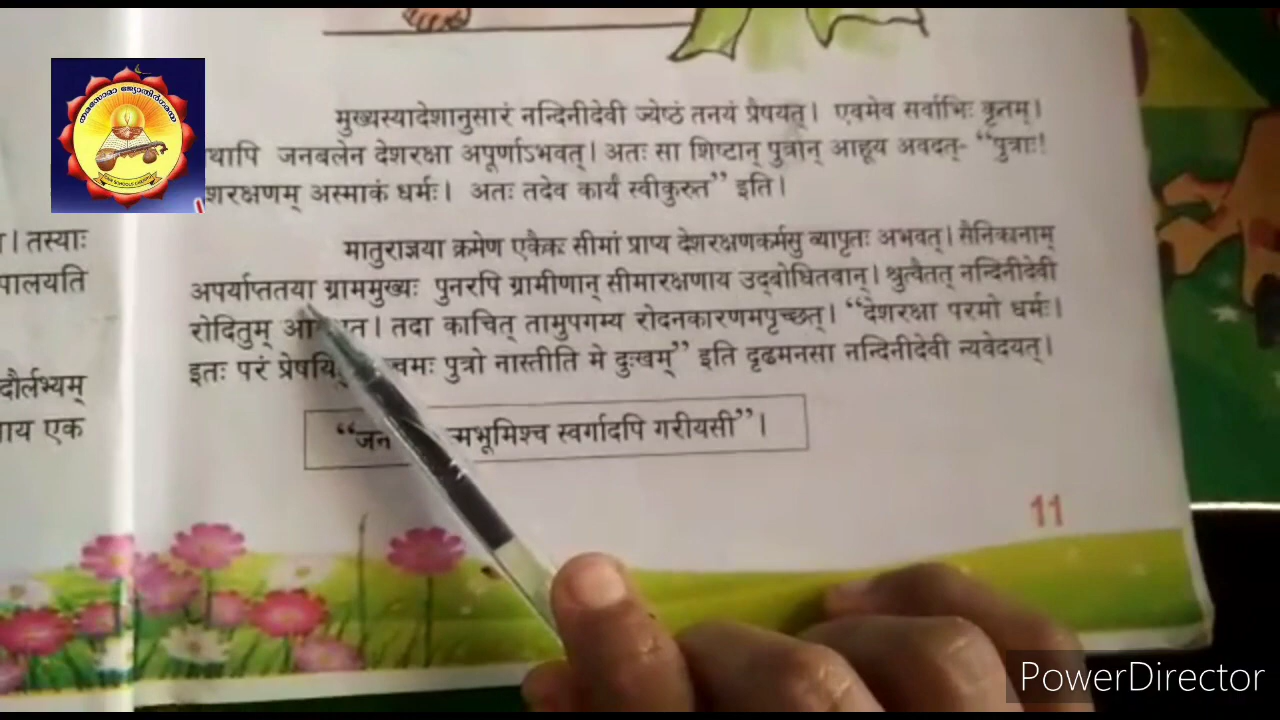 मुख्यस्यादेशानुसारं नन्दिनीदेवी ज्येष्ठं तनयं प्रैषयत्। एवमेव सर्वाभिः कृतम्।
थापि जनबलेन देशरक्षा अपूर्णाऽभवत्। अतः सा शिष्टान् पुत्रान् आहूय अवदत्- “पुत्राः!
शरक्षणम् अस्माकं धर्मः। अतः तदेव कार्यं स्वीकुरुत” इति।
मातुराज्ञया क्रमेण एकैकः सीमां प्राप्य देशरक्षणकर्मसु व्यापृतः अभवत्। सैनिकानाम्
अपर्याप्ततया ग्राममुख्यः पुनरपि ग्रामीणान् सीमारक्षणाय उद्‌बोधितवान्। श्रुत्वैतत् नन्दिनीदेवी
रोदितुम् तदा काचित् तामुपगम्य रोदनकारणमपृच्छत्। “देशरक्षा परमो धर्मः।
इतः परं पुत्रो नास्तीति मे दुःखम्” इति दृढमनसा नन्दिनीदेवी न्यवेदयत्।
“जन मभूमिश्च स्वर्गादपि गरीयसी”।
11
। तस्याः
पालयति
दौर्लभ्यम्
ाय एक
PowerDirector